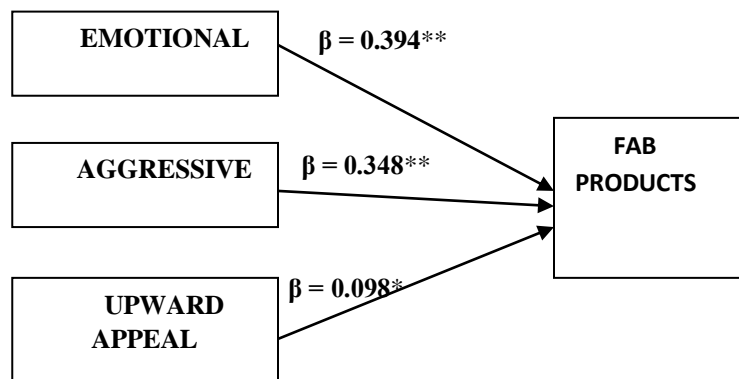 EMOTIONAL
β = 0.394**
AGGRESSIVE
β = 0.348**
FAB
PRODUCTS
UPWARD
APPEAL
β = 0.098*